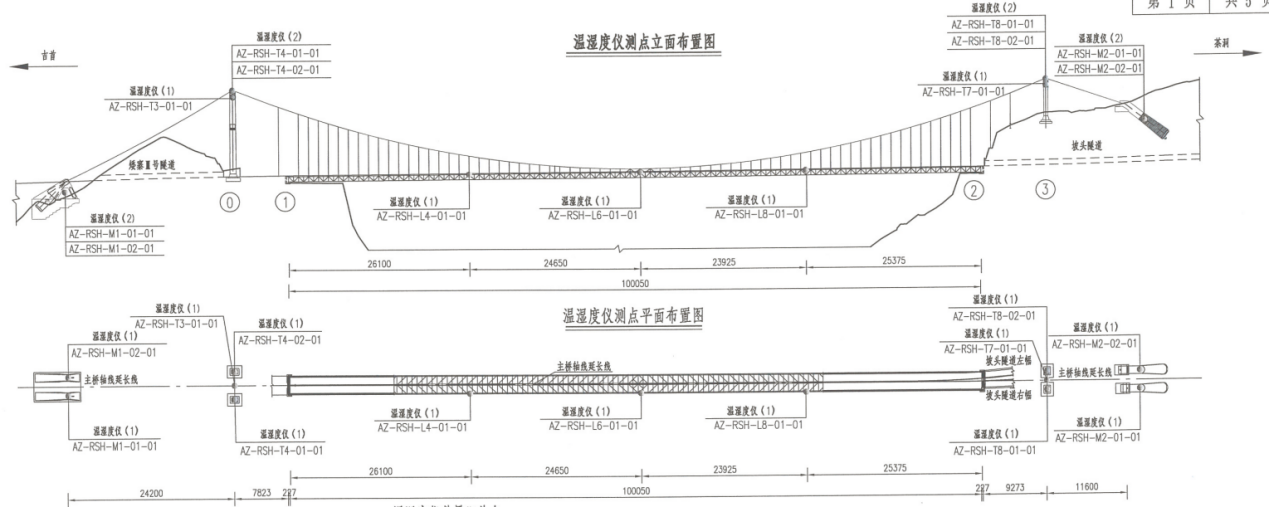 第 1 页 共 5 页
温湿度仪测点立面布置图
吉首
茶洞
温湿度仪(2)
AZ-RSH-T4-01-01
AZ-RSH-T4-02-01
温湿度仪(2)
AZ-RSH-T8-01-01
AZ-RSH-T8-02-01
温湿度仪(2)
AZ-RSH-M2-01-01
AZ-RSH-M2-02-01
温湿度仪(1)
AZ-RSH-T3-01-01
温湿度仪(1)
AZ-RSH-T7-01-01
矮寨Ⅲ号隧道
坡头隧道
0
1
2
3
温湿度仪(2)
AZ-RSH-M1-01-01
AZ-RSH-M1-02-01
温湿度仪(1)
AZ-RSH-L4-01-01
温湿度仪(1)
AZ-RSH-L6-01-01
温湿度仪(1)
AZ-RSH-L8-01-01
26100 24650 23925 25375
100050
温湿度仪测点平面布置图
温湿度仪(1)
AZ-RSH-T3-01-01
温湿度仪(1)
AZ-RSH-T8-02-01
温湿度仪(1)
AZ-RSH-M1-02-01
温湿度仪(1)
AZ-RSH-T4-02-01
温湿度仪(1)
AZ-RSH-T7-01-01
温湿度仪(1)
AZ-RSH-M2-02-01
主桥轴线延长线
主桥轴线延长线
坡头隧道左幅
主桥轴线延长线
坡头隧道右幅
温湿度仪(1)
AZ-RSH-M1-01-01
温湿度仪(1)
AZ-RSH-T4-01-01
温湿度仪(1)
AZ-RSH-L4-01-01
温湿度仪(1)
AZ-RSH-L6-01-01
温湿度仪(1)
AZ-RSH-L8-01-01
温湿度仪(1)
AZ-RSH-T8-01-01
温湿度仪(1)
AZ-RSH-M2-01-01
26100 24650 23925 25375
24200 7823 227 100050 227 9273 11600